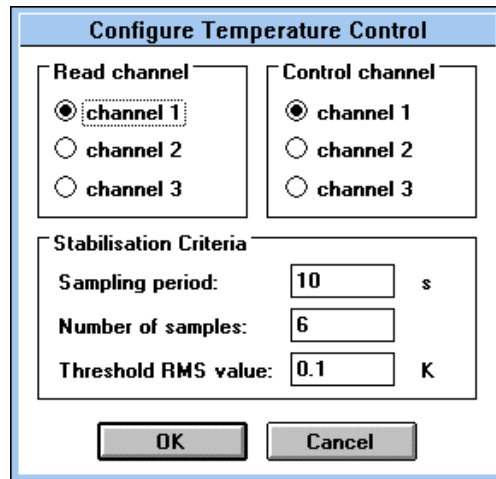 Configure Temperature Control
Read channel
channel 1
channel 2
channel 3
Control channel
channel 1
channel 2
channel 3
Stabilisation Criteria
Sampling period: 10 s
Number of samples: 6
Threshold RMS value: 0.1 K
OK Cancel